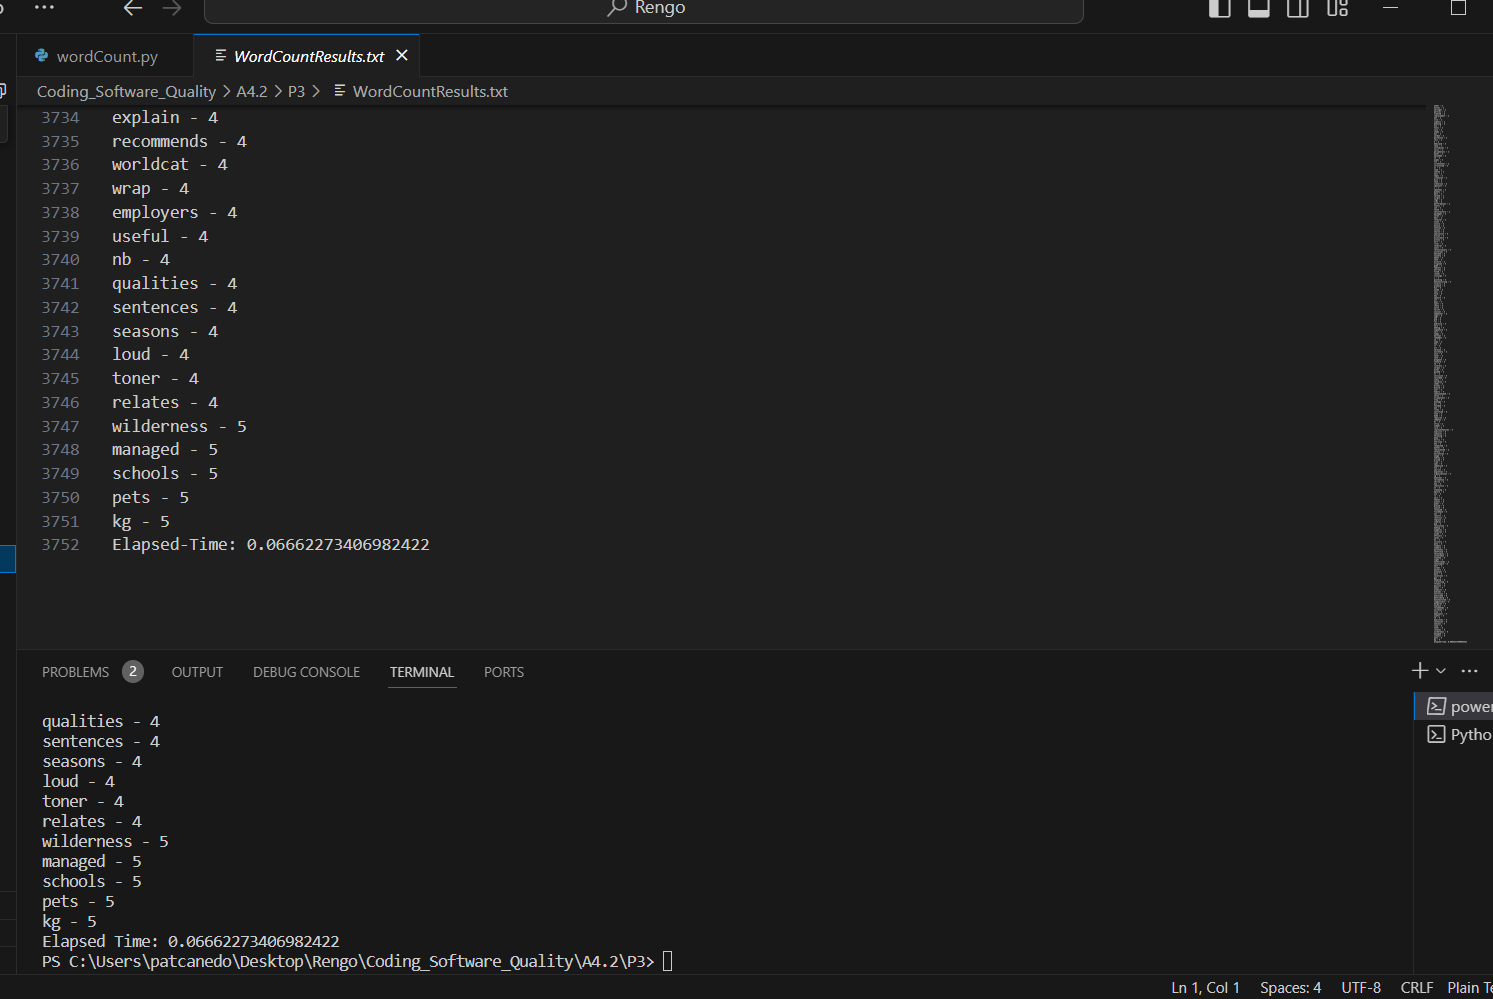 Rengo
wordCount.py
WordCountResults.txt
Coding_Software_Quality > A4.2 > P3 > WordCountResults.txt
3734 explain - 4
3735 recommends - 4
3736 worldcat - 4
3737 wrap - 4
3738 employers - 4
3739 useful - 4
3740 nb - 4
3741 qualities - 4
3742 sentences - 4
3743 seasons - 4
3744 loud - 4
3745 toner - 4
3746 relates - 4
3747 wilderness - 5
3748 managed - 5
3749 schools - 5
3750 pets - 5
3751 kg - 5
3752 Elapsed-Time: 0.06662273406982422
PROBLEMS 2 OUTPUT DEBUG CONSOLE TERMINAL PORTS
power
Pytho
qualities - 4
sentences - 4
seasons - 4
loud - 4
toner - 4
relates - 4
wilderness - 5
managed - 5
schools - 5
pets - 5
kg - 5
Elapsed Time: 0.06662273406982422
PS C:\Users\patcanedo\Desktop\Rengo\Coding_Software_Quality\A4.2\P3>
Ln 1, Col 1 Spaces: 4 UTF-8 CRLF Plain Te